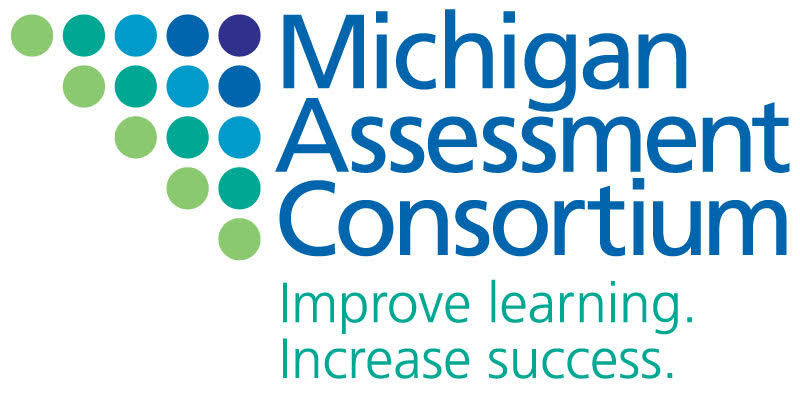 Michigan
Assessment
Consortium
Improve learning.
Increase success.